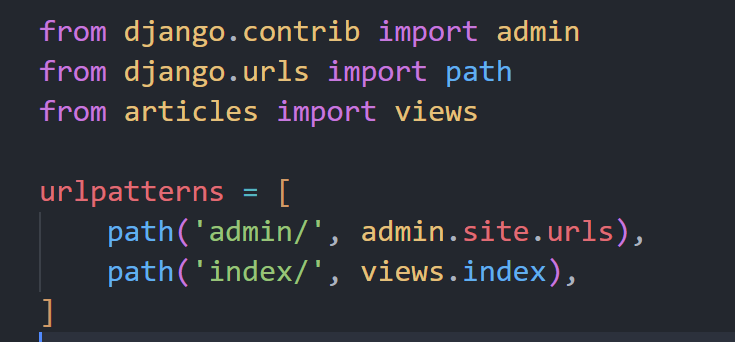 from django.contrib import admin
from django.urls import path
from articles import views

urlpatterns = [
    path('admin/', admin.site.urls),
    path('index/', views.index),
]